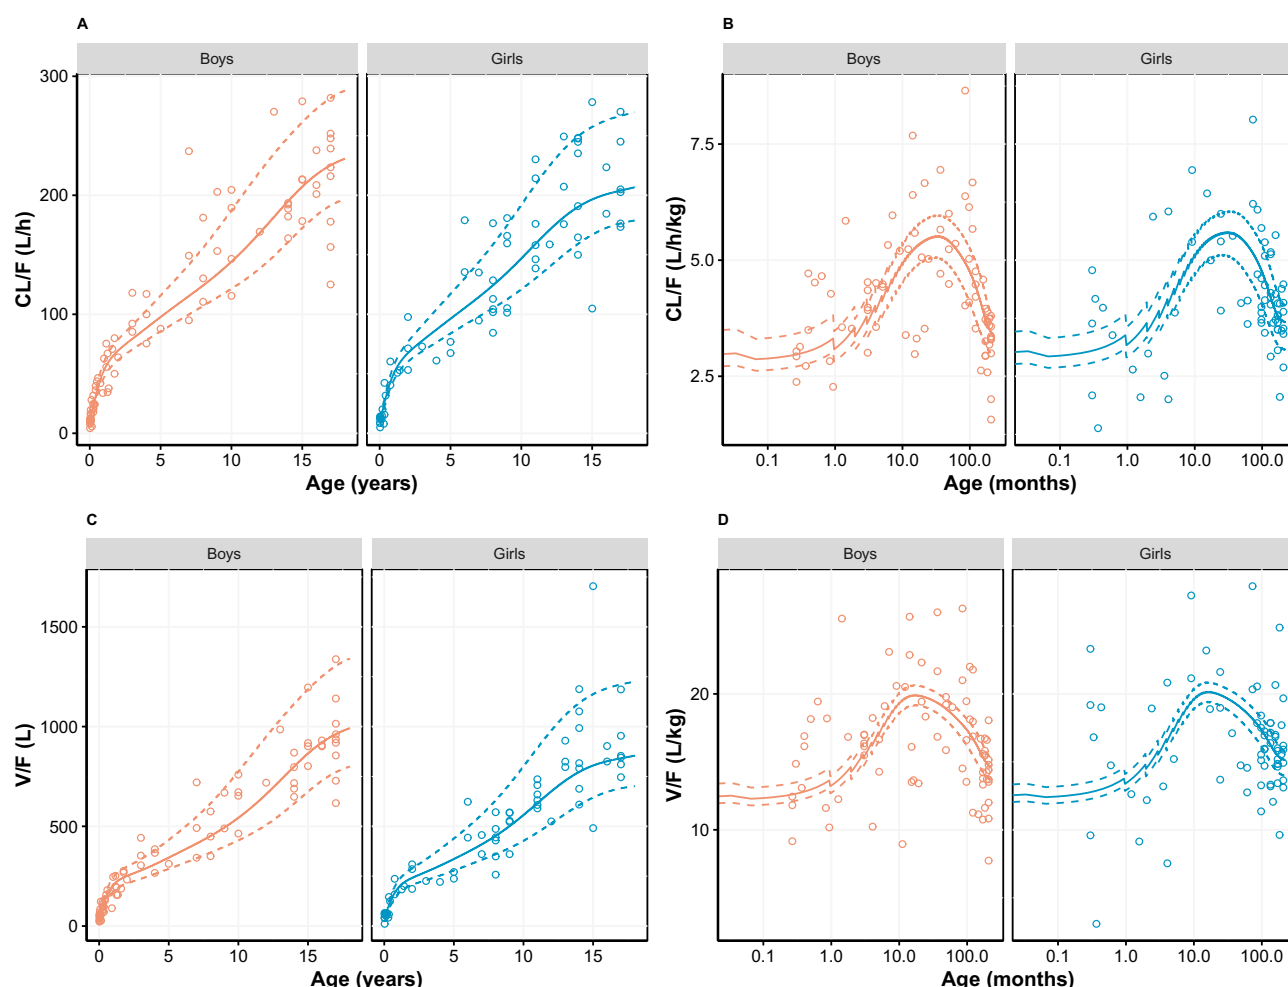 A
B
Boys
Girls
Boys
Girls
300
200
100
0
CL/F (L/h)
7.5
5.0
2.5
CL/F (L/h/kg)
0 5 10 15
0 5 10 15
0.1 1.0 10.0 100.0
0.1 1.0 10.0 100.0
Age (years)
Age (months)
C
D
Boys
Girls
Boys
Girls
1500
1000
500
0
V/F (L)
20
10
V/F (L/kg)
0 5 10 15
0 5 10 15
0.1 1.0 10.0 100.0
0.1 1.0 10.0 100.0
Age (years)
Age (months)